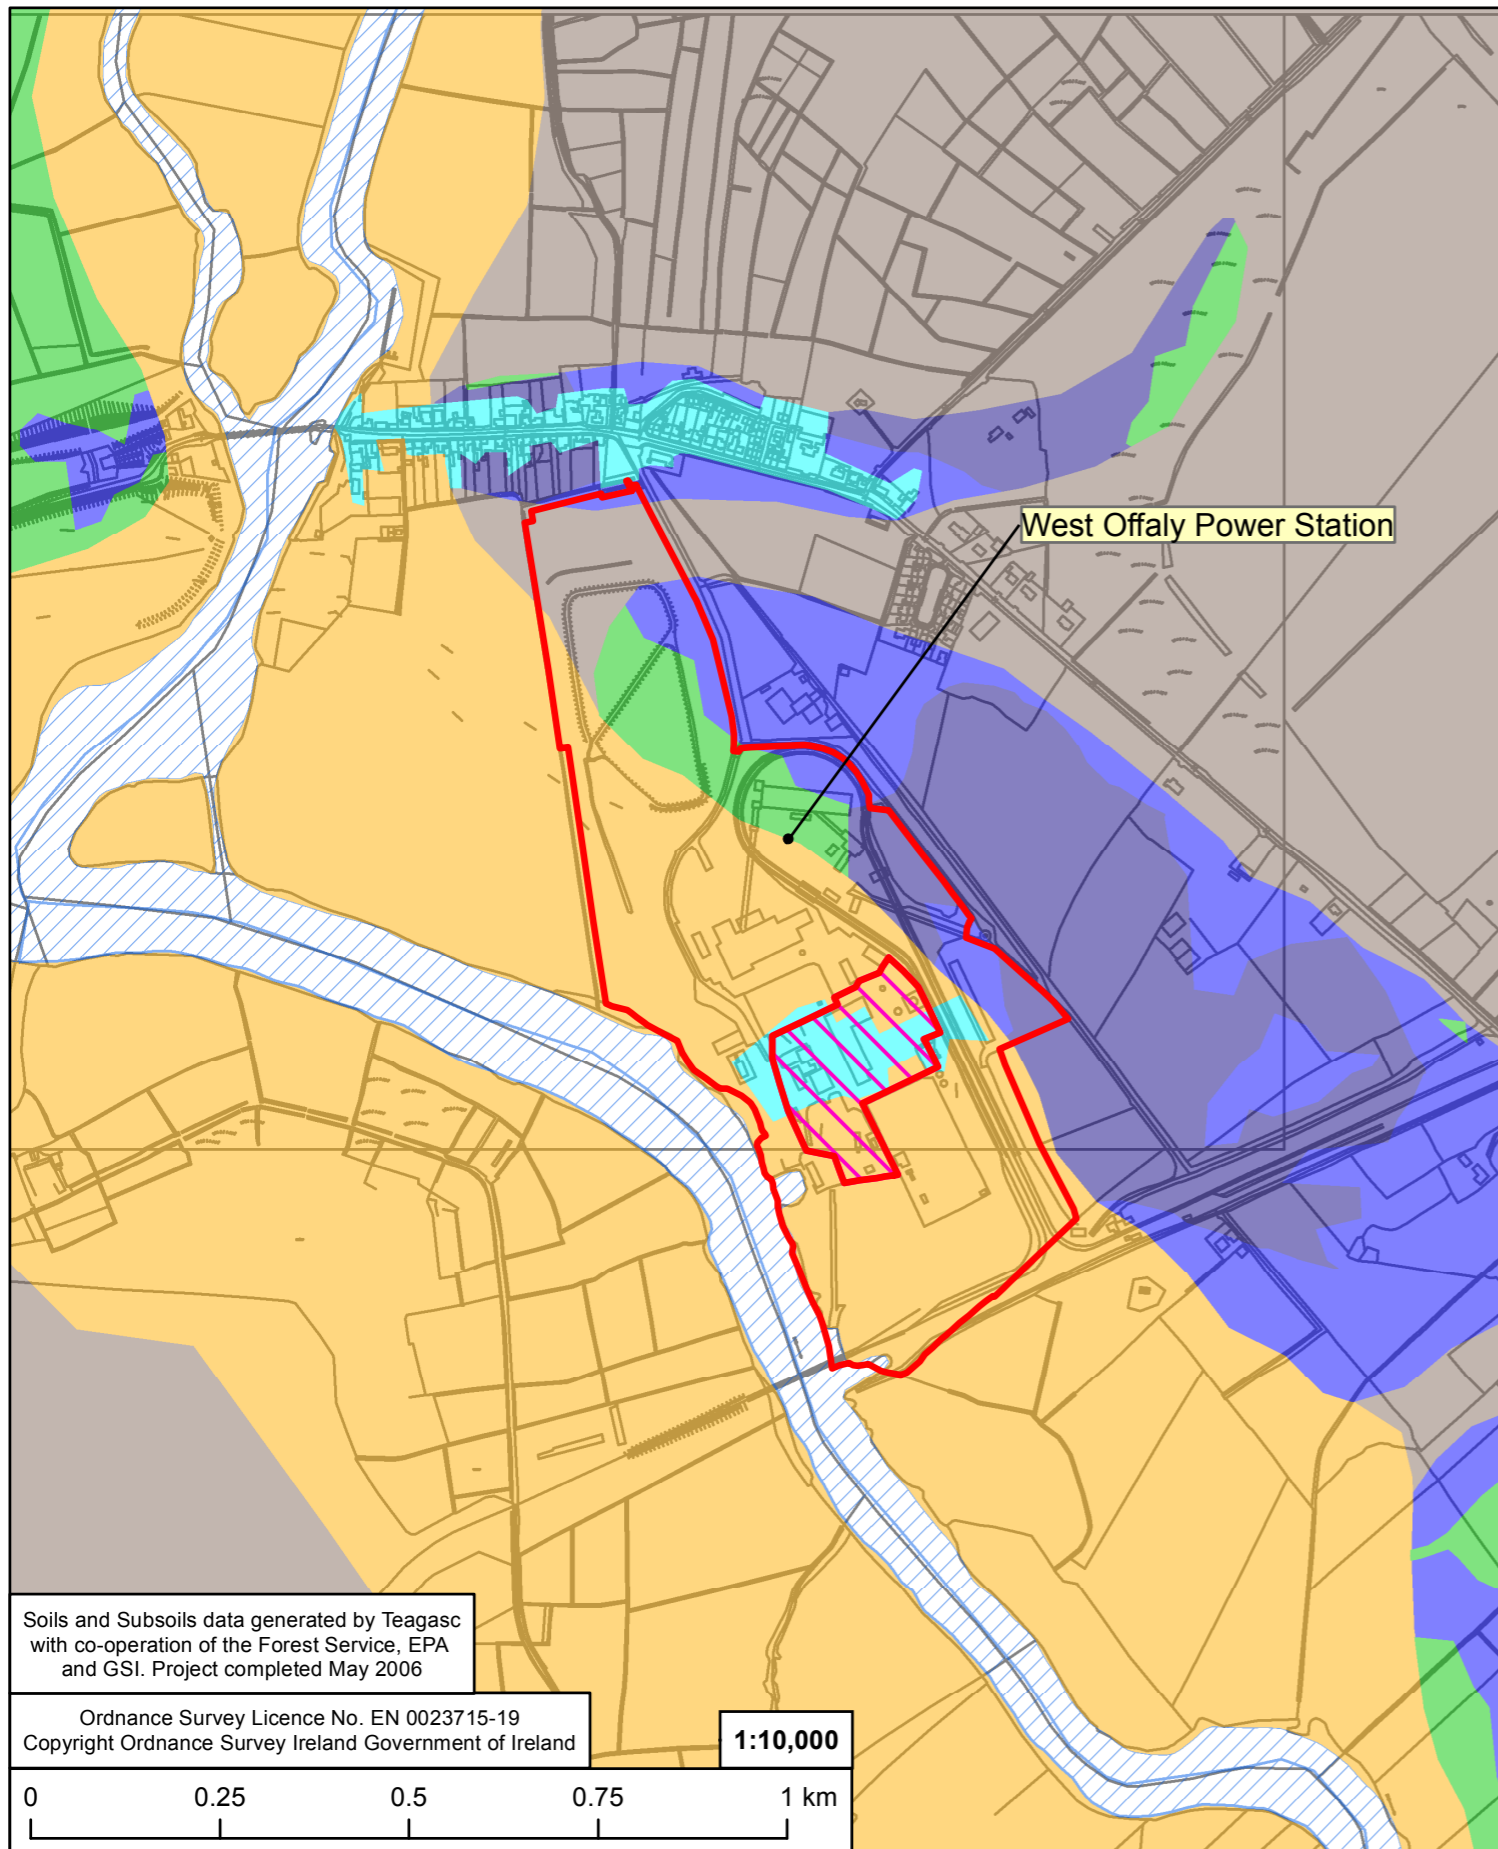 West Offaly Power Station
Soils and Subsoils data generated by Teagasc
with co-operation of the Forest Service, EPA
and GSI. Project completed May 2006
Ordnance Survey Licence No. EN 0023715-19
Copyright Ordnance Survey Ireland Government of Ireland
1:10,000
0 0.25 0.5 0.75 1 km